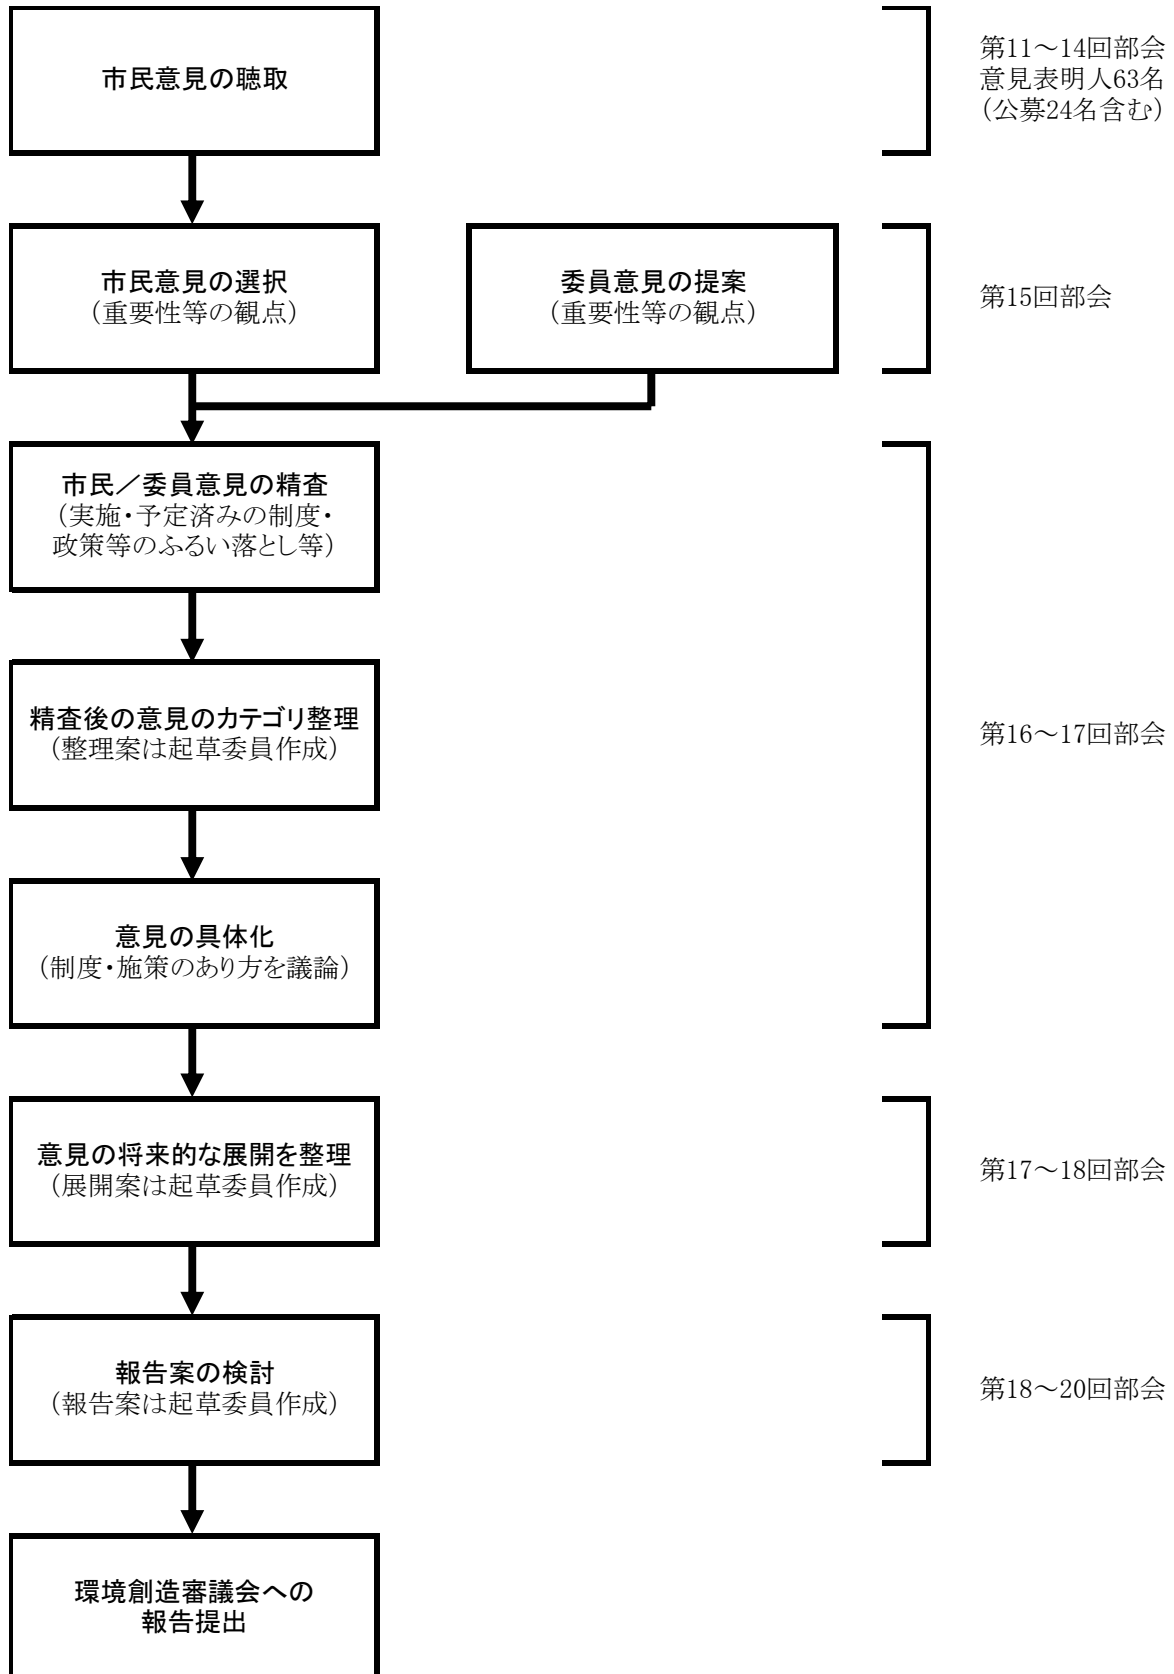 市民意見の聴取
第11～14回部会
意見表明人63名
（公募24名含む）
市民意見の選択
（重要性等の観点）
委員意見の提案
（重要性等の観点）
第15回部会
市民／委員意見の精査
（実施・予定済みの制度・
政策等のふるい落とし等）
精査後の意見のカテゴリ整理
（整理案は起草委員作成）
第16～17回部会
意見の具体化
（制度・施策のあり方を議論）
意見の将来的な展開を整理
（展開案は起草委員作成）
第17～18回部会
報告案の検討
（報告案は起草委員作成）
第18～20回部会
環境創造審議会への
報告提出